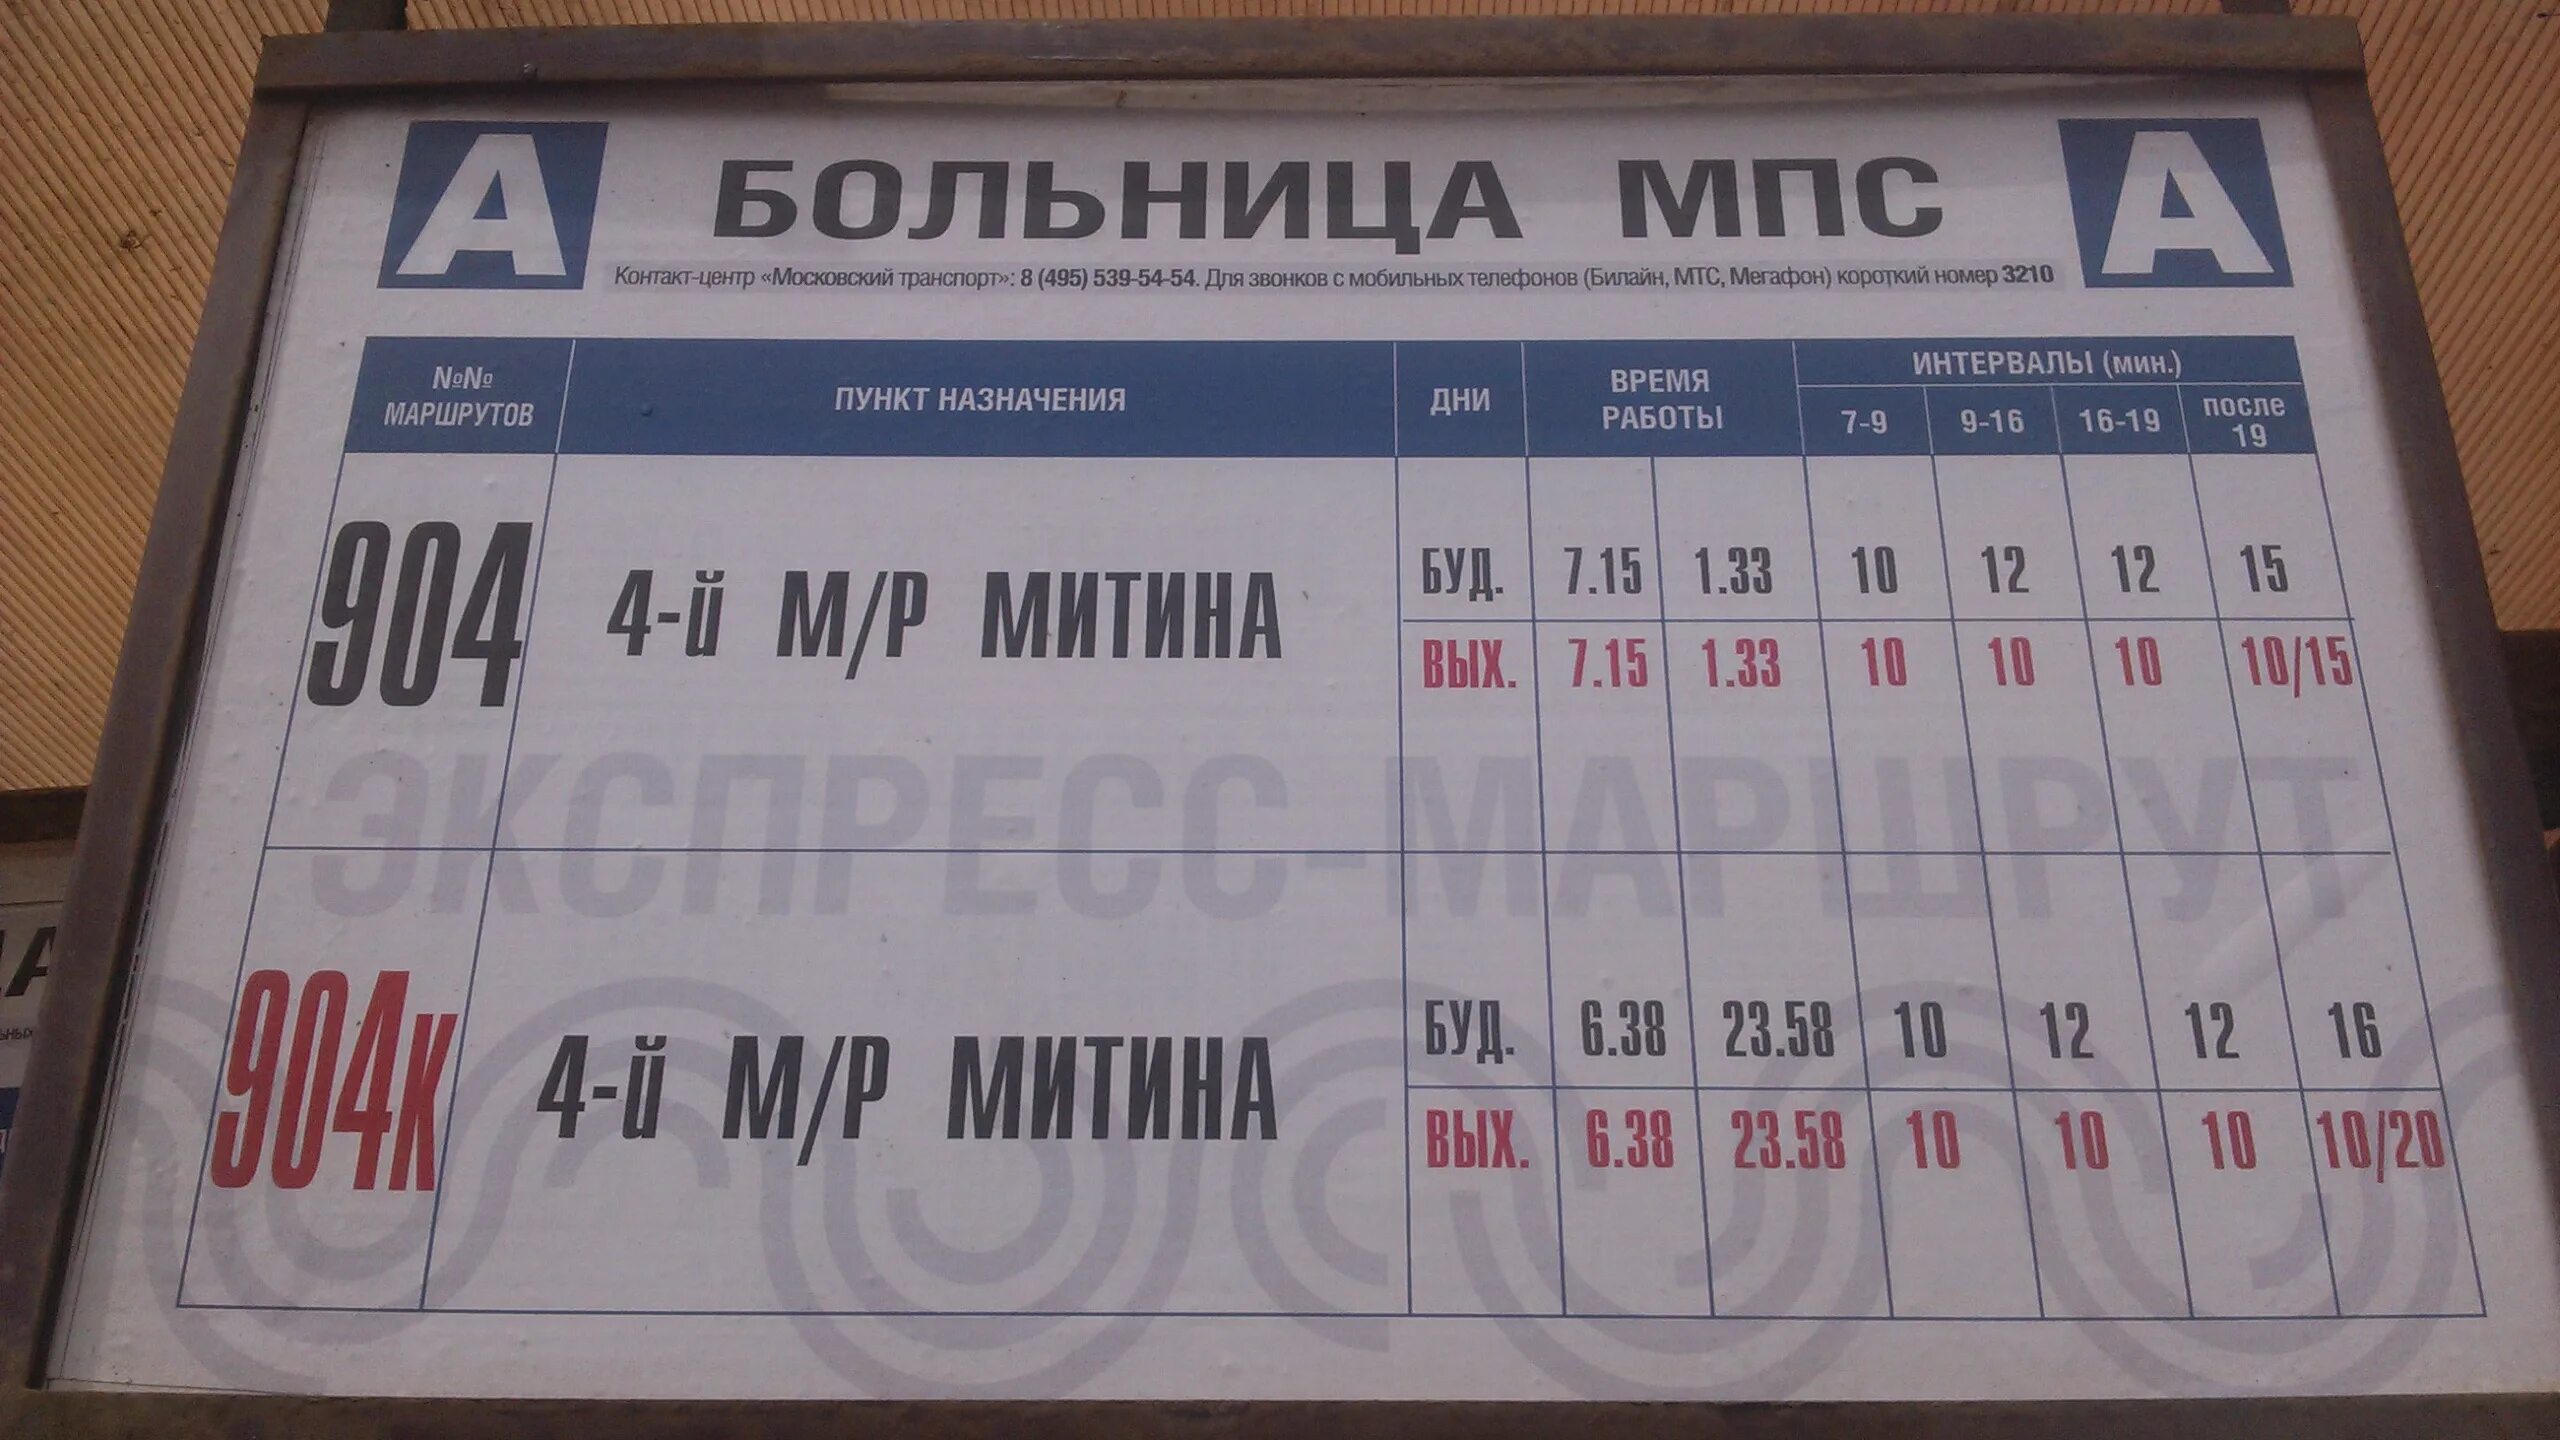 А БОЛЬНИЦА МПС А
Контакт-центр «Московский транспорт»: 8 (495) 539-54-54. Для звонков с мобильных телефонов (Билайн, МТС, Мегафон) короткий номер 3210
№№ МАРШРУТОВ ПУНКТ НАЗНАЧЕНИЯ ДНИ ВРЕМЯ РАБОТЫ ИНТЕРВАЛЫ (мин.)
7-9 9-16 16-19 после 19
904 4-й М/Р МИТИНА БУД. 7.15 1.33 10 12 12 15
ВЫХ. 7.15 1.33 10 10 10 10/15
ЭКСПРЕСС-МАРШРУТ
904к 4-й М/Р МИТИНА БУД. 6.38 23.58 10 12 12 16
ВЫХ. 6.38 23.58 10 10 10 10/20